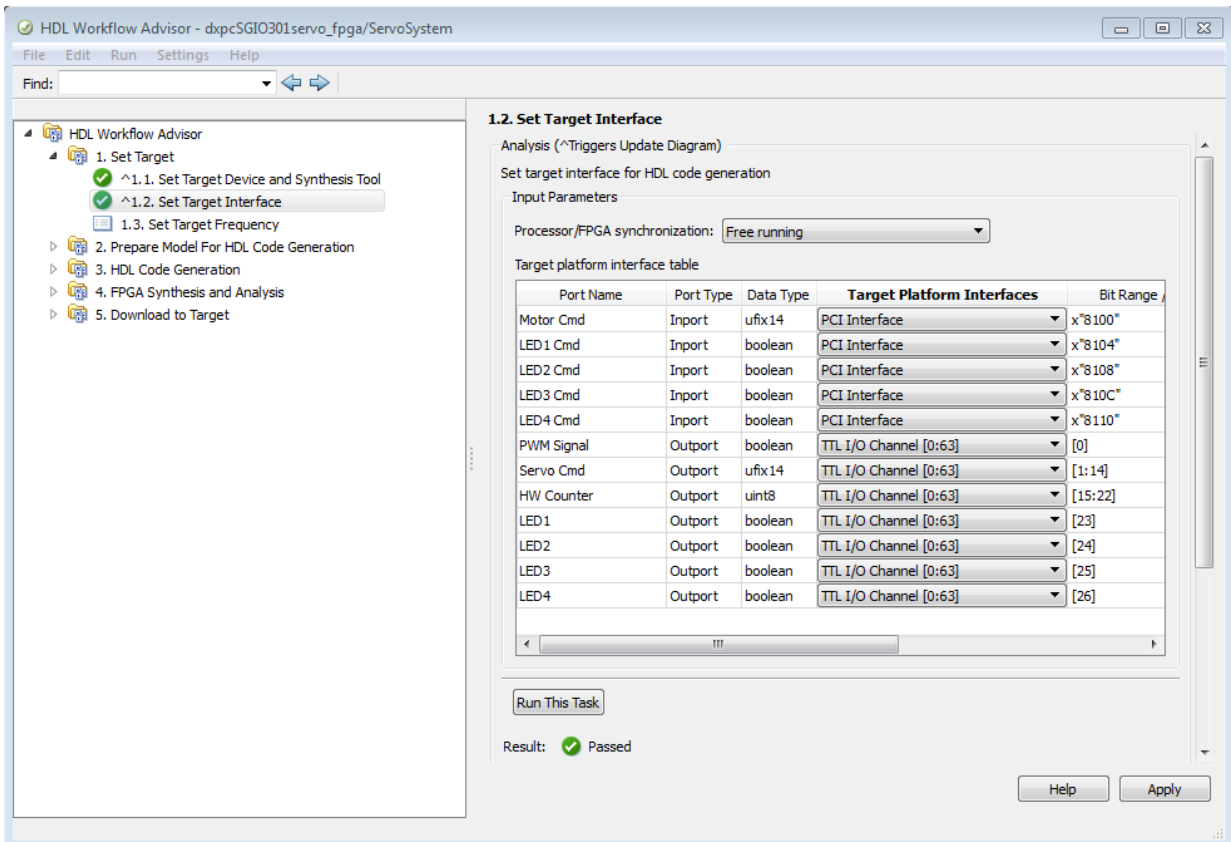 HDL Workflow Advisor - dxpcSGIO301servo_fpga/ServoSystem
File Edit Run Settings Help
Find:
HDL Workflow Advisor
1. Set Target
^1.1. Set Target Device and Synthesis Tool
^1.2. Set Target Interface
1.3. Set Target Frequency
2. Prepare Model For HDL Code Generation
3. HDL Code Generation
4. FPGA Synthesis and Analysis
5. Download to Target
1.2. Set Target Interface
Analysis (^Triggers Update Diagram)
Set target interface for HDL code generation
Input Parameters
Processor/FPGA synchronization: Free running
Target platform interface table
Port Name Port Type Data Type Target Platform Interfaces Bit Range /
Motor Cmd Inport ufix14 PCI Interface x"8100"
LED1 Cmd Inport boolean PCI Interface x"8104"
LED2 Cmd Inport boolean PCI Interface x"8108"
LED3 Cmd Inport boolean PCI Interface x"810C"
LED4 Cmd Inport boolean PCI Interface x"8110"
PWM Signal Outport boolean TTL I/O Channel [0:63] [0]
Servo Cmd Outport ufix14 TTL I/O Channel [0:63] [1:14]
HW Counter Outport uint8 TTL I/O Channel [0:63] [15:22]
LED1 Outport boolean TTL I/O Channel [0:63] [23]
LED2 Outport boolean TTL I/O Channel [0:63] [24]
LED3 Outport boolean TTL I/O Channel [0:63] [25]
LED4 Outport boolean TTL I/O Channel [0:63] [26]
Run This Task
Result: Passed
Help Apply